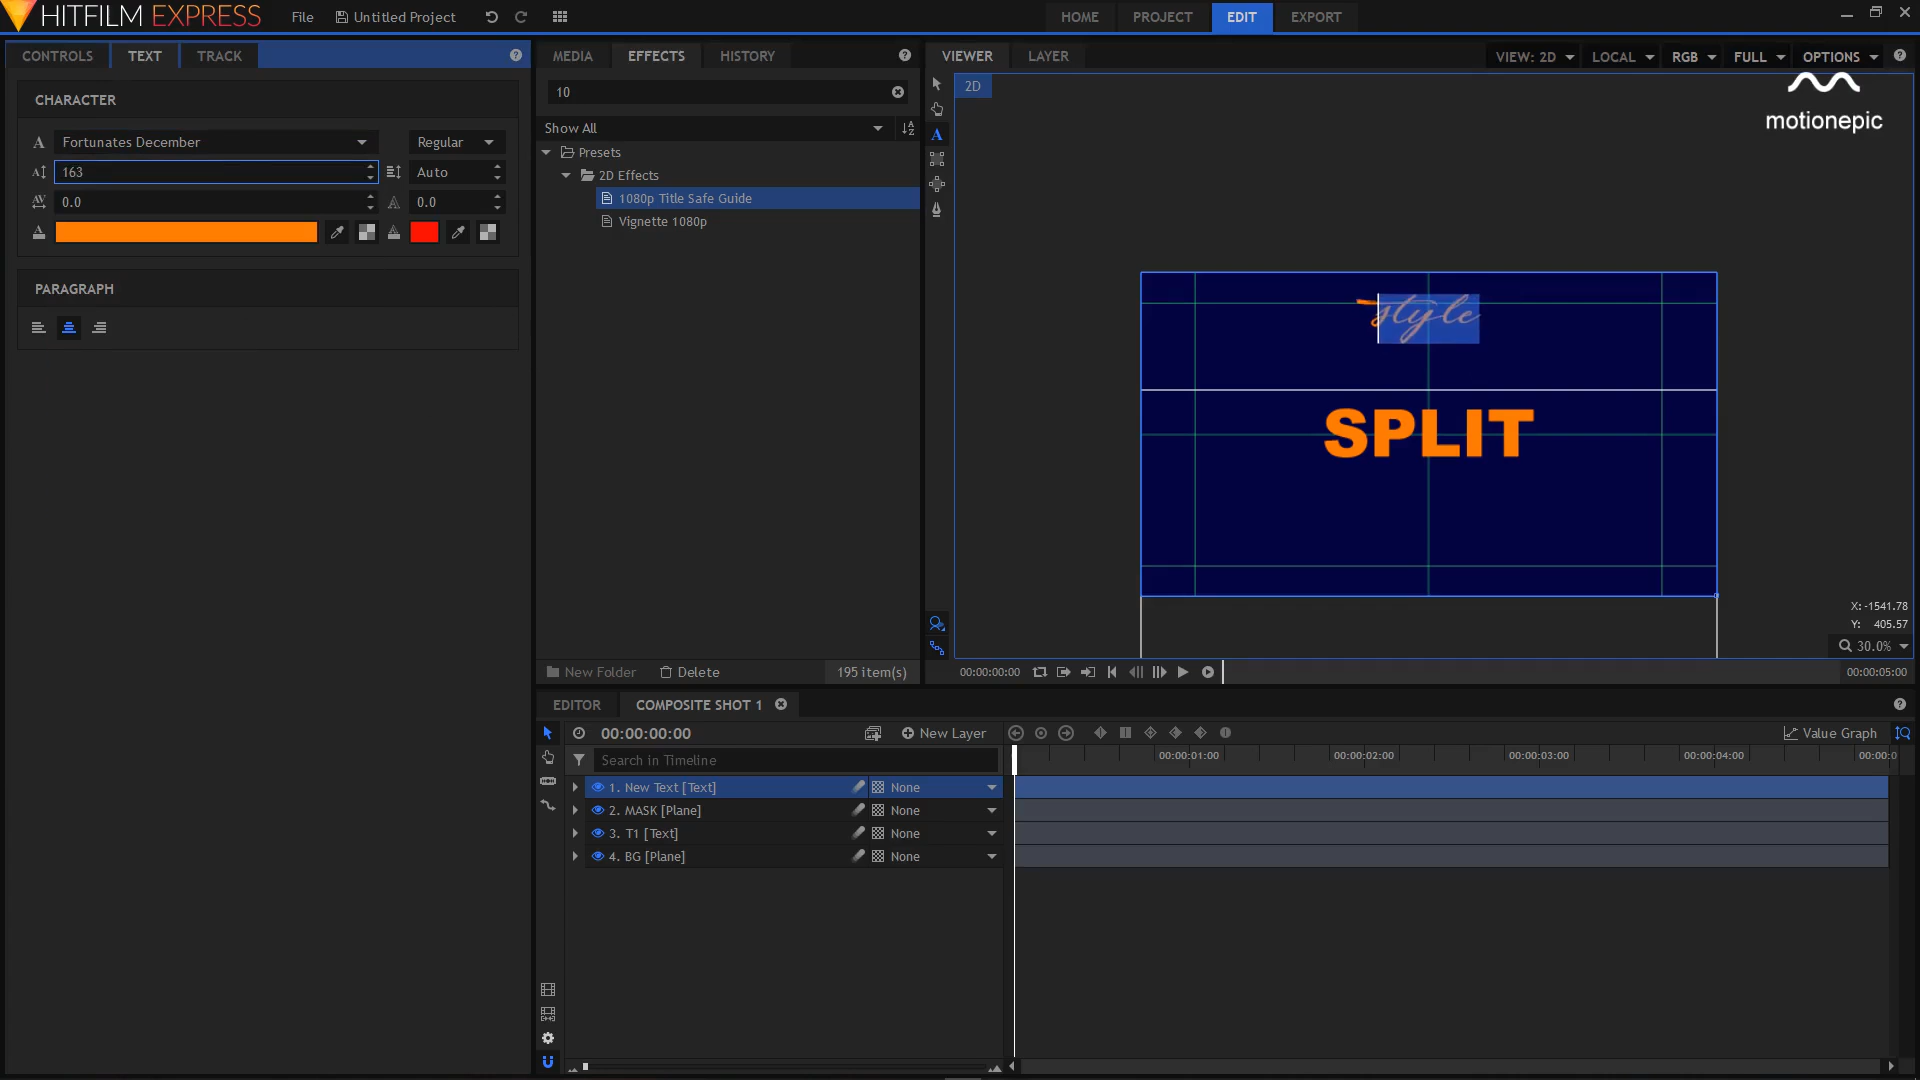 HITFILM EXPRESS File Untitled Project HOME PROJECT EDIT EXPORT
CONTROLS TEXT TRACK
CHARACTER
Fortunates December Regular
163 Auto
0.0 0.0
PARAGRAPH
MEDIA EFFECTS HISTORY
10
Show All
Presets
2D Effects
1080p Title Safe Guide
Vignette 1080p
New Folder Delete 195 item(s)
VIEWER LAYER VIEW: 2D LOCAL RGB FULL OPTIONS
2D
motionepic
style
SPLIT
X: -1541.78
Y: 405.57
30.0%
00:00:00:00 00:00:05:00
EDITOR COMPOSITE SHOT 1
00:00:00:00 New Layer Value Graph
Search in Timeline 00:00:01:00 00:00:02:00 00:00:03:00 00:00:04:00 00:00:0
1. New Text [Text] None
2. MASK [Plane] None
3. T1 [Text] None
4. BG [Plane] None